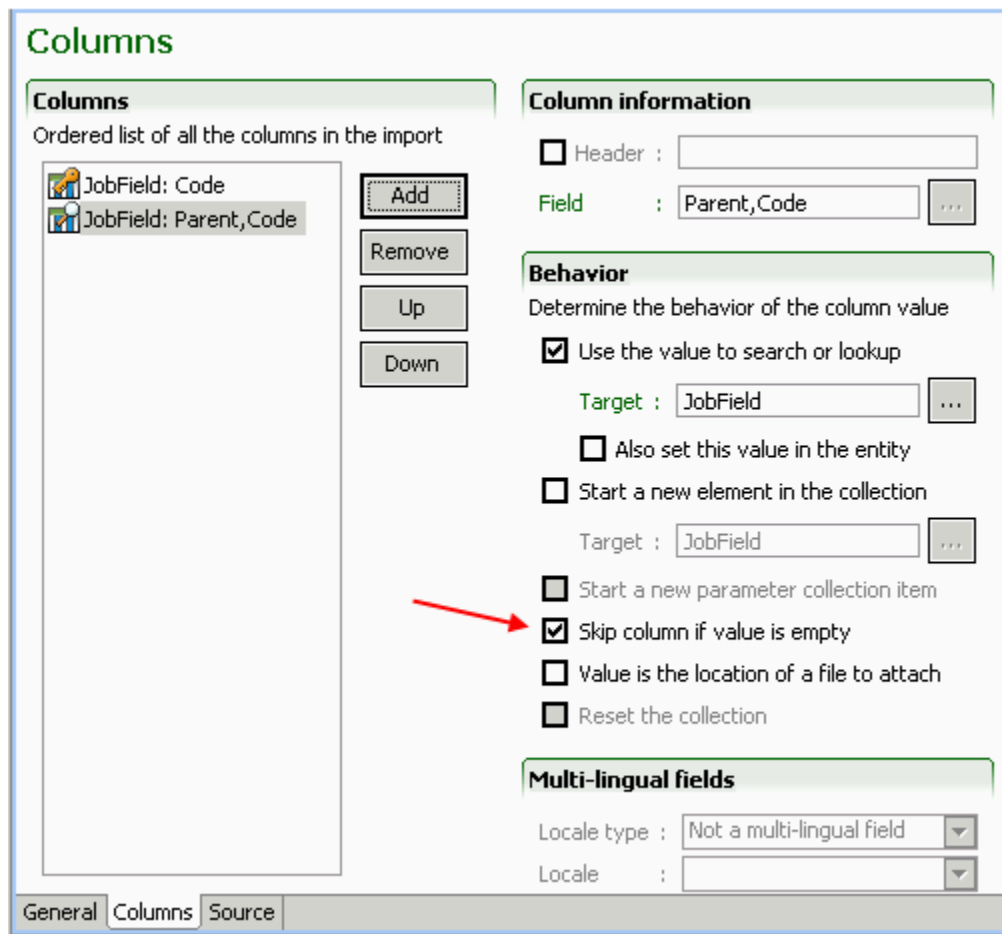 Columns
Columns
Ordered list of all the columns in the import
JobField: Code
JobField: Parent,Code
Add
Remove
Up
Down
Column information
Header :
Field : Parent,Code ...
Behavior
Determine the behavior of the column value
Use the value to search or lookup
Target : JobField ...
Also set this value in the entity
Start a new element in the collection
Target : JobField ...
Start a new parameter collection item
Skip column if value is empty
Value is the location of a file to attach
Reset the collection
Multi-lingual fields
Locale type : Not a multi-lingual field
Locale :
General Columns Source